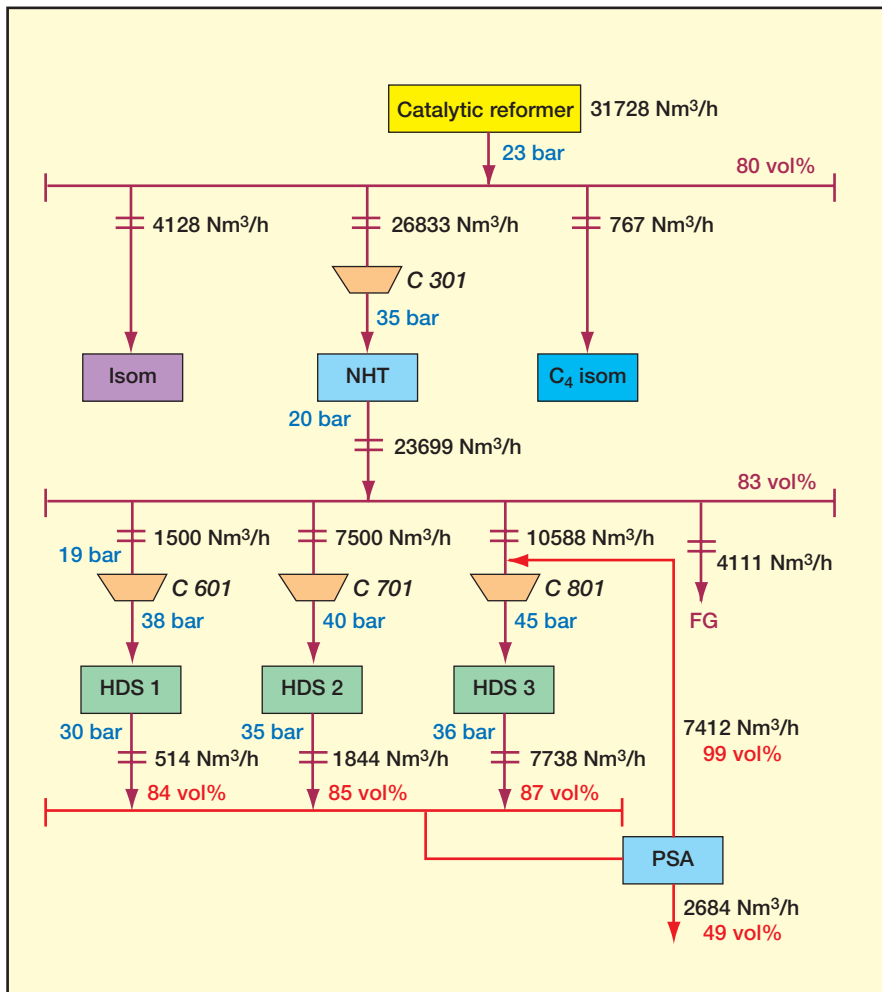 Catalytic reformer 31728 Nm³/h
23 bar
80 vol%
4128 Nm³/h 26833 Nm³/h 767 Nm³/h
C 301
35 bar
Isom NHT C₄ isom
20 bar
23699 Nm³/h
83 vol%
1500 Nm³/h 7500 Nm³/h 10588 Nm³/h
19 bar 4111 Nm³/h
C 601 C 701 C 801
38 bar 40 bar 45 bar
FG
HDS 1 HDS 2 HDS 3
30 bar 35 bar 36 bar 7412 Nm³/h
514 Nm³/h 1844 Nm³/h 7738 Nm³/h 99 vol%
84 vol% 85 vol% 87 vol%
PSA
2684 Nm³/h
49 vol%